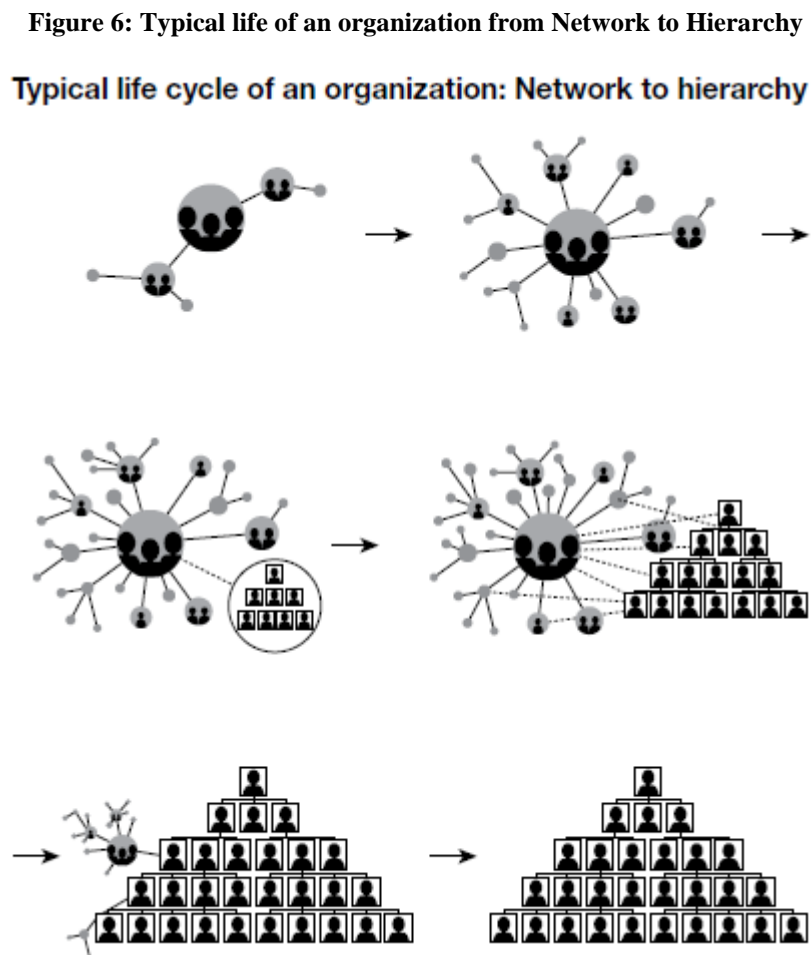 Figure 6: Typical life of an organization from Network to Hierarchy
Typical life cycle of an organization: Network to hierarchy